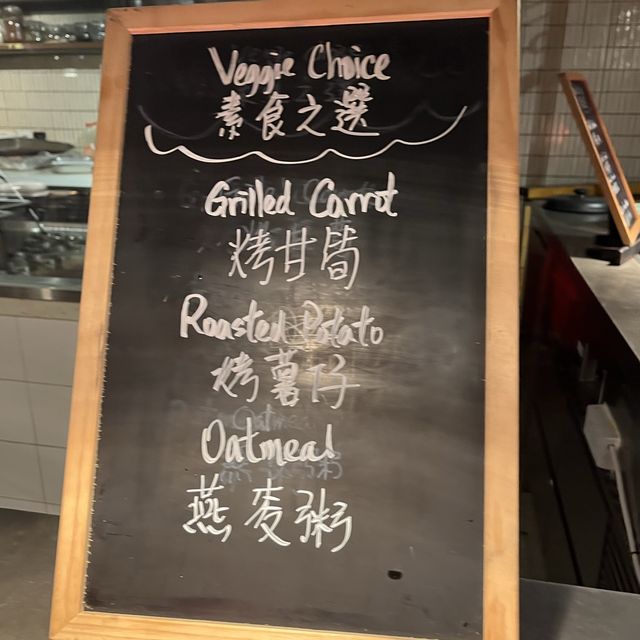 Veggie Choice
素食之選
Grilled Carrot
烤甘筍
Roasted Potato
烤薯仔
Oatmeal
燕麥粥